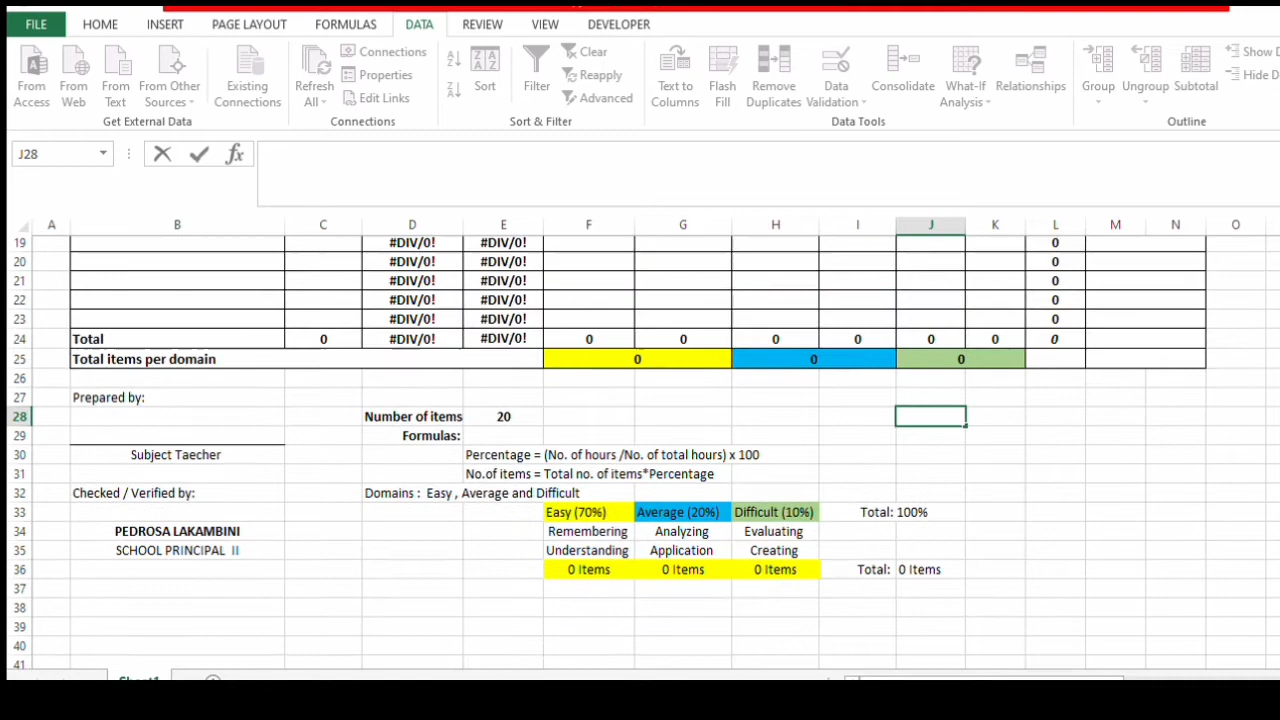 FILE HOME INSERT PAGE LAYOUT FORMULAS DATA REVIEW VIEW DEVELOPER
From Access From Web From Text From Other Sources Existing Connections Refresh All Connections Properties Edit Links Sort Filter Clear Reapply Advanced Text to Columns Flash Fill Remove Duplicates Data Validation Consolidate What-If Analysis Relationships Group Ungroup Subtotal Show D Hide D
Get External Data Connections Sort & Filter Data Tools Outline
J28 fx
A B C D E F G H I J K L M N O
19 #DIV/0! #DIV/0! 0
20 #DIV/0! #DIV/0! 0
21 #DIV/0! #DIV/0! 0
22 #DIV/0! #DIV/0! 0
23 #DIV/0! #DIV/0! 0
24 Total 0 #DIV/0! #DIV/0! 0 0 0 0 0 0 0
25 Total items per domain 0 0 0
26
27 Prepared by:
28 Number of items 20
29 Formulas:
30 Subject Taecher Percentage = (No. of hours /No. of total hours) x 100
31 No.of items = Total no. of items*Percentage
32 Checked / Verified by: Domains : Easy , Average and Difficult
33 Easy (70%) Average (20%) Difficult (10%) Total: 100%
34 PEDROSA LAKAMBINI Remembering Analyzing Evaluating
35 SCHOOL PRINCIPAL II Understanding Application Creating
36 0 Items 0 Items 0 Items Total: 0 Items
37
38
39
40
41
Sheet1